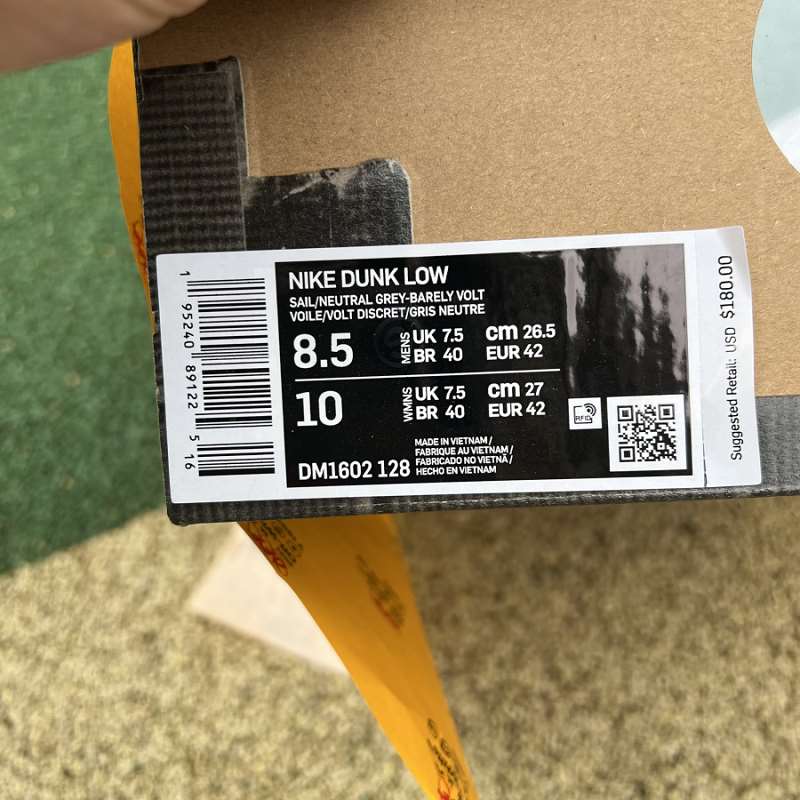 NIKE DUNK LOW
SAIL/NEUTRAL GREY-BARELY VOLT
VOILE/VOLT DISCRET/GRIS NEUTRE
8.5 MENS UK 7.5 cm 26.5
BR 40 EUR 42
10 WMNS UK 7.5 cm 27
BR 40 EUR 42
MADE IN VIETNAM /
FABRIQUE AU VIETNAM /
FABRICADO NO VIETNÃ /
HECHO EN VIETNAM
DM1602 128
1 95240 89122 5 16
RFID
Suggested Retail: USD $180.00